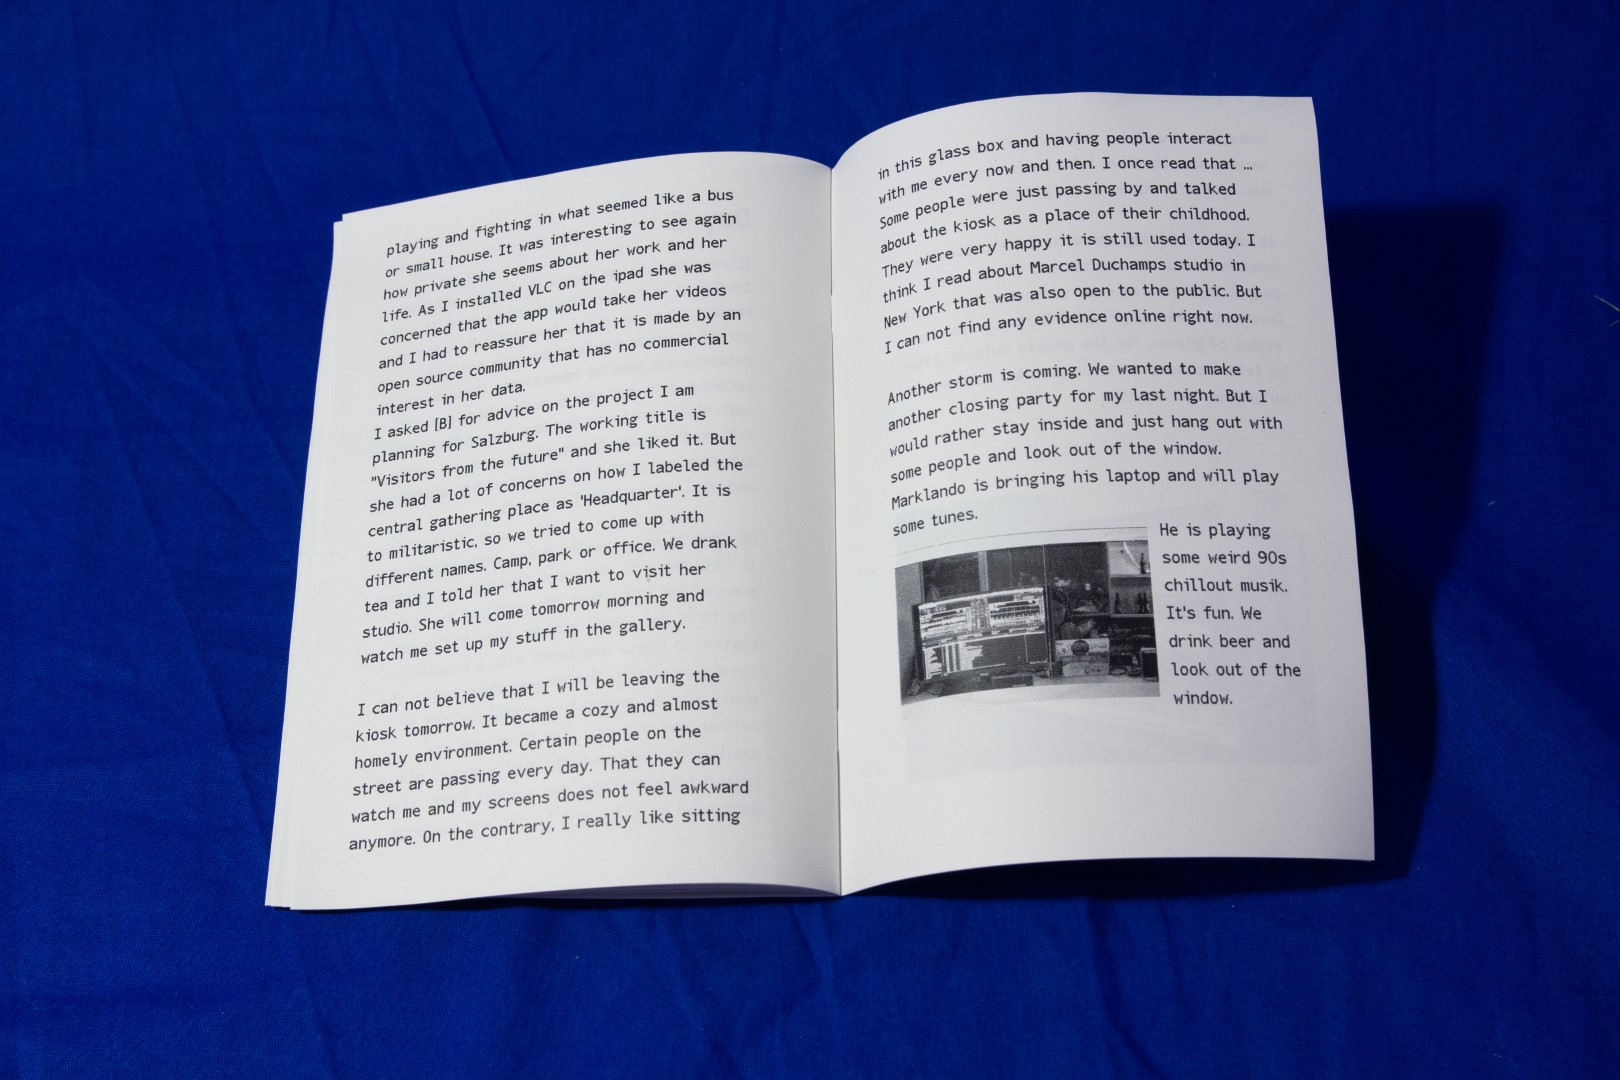 playing and fighting in what seemed like a bus
or small house. It was interesting to see again
how private she seems about her work and her
life. As I installed VLC on the ipad she was
concerned that the app would take her videos
and I had to reassure her that it is made by an
open source community that has no commercial
interest in her data.
I asked [B] for advice on the project I am
planning for Salzburg. The working title is
"Visitors from the future" and she liked it. But
she had a lot of concerns on how I labeled the
central gathering place as 'Headquarter'. It is
to militaristic, so we tried to come up with
different names. Camp, park or office. We drank
tea and I told her that I want to visit her
studio. She will come tomorrow morning and
watch me set up my stuff in the gallery.
I can not believe that I will be leaving the
kiosk tomorrow. It became a cozy and almost
homely environment. Certain people on the
street are passing every day. That they can
watch me and my screens does not feel awkward
anymore. On the contrary, I really like sitting
in this glass box and having people interact
with me every now and then. I once read that ...
Some people were just passing by and talked
about the kiosk as a place of their childhood.
They were very happy it is still used today. I
think I read about Marcel Duchamps studio in
New York that was also open to the public. But
I can not find any evidence online right now.
Another storm is coming. We wanted to make
another closing party for my last night. But I
would rather stay inside and just hang out with
some people and look out of the window.
Marklando is bringing his laptop and will play
some tunes.
He is playing
some weird 90s
chillout musik.
It's fun. We
drink beer and
look out of the
window.